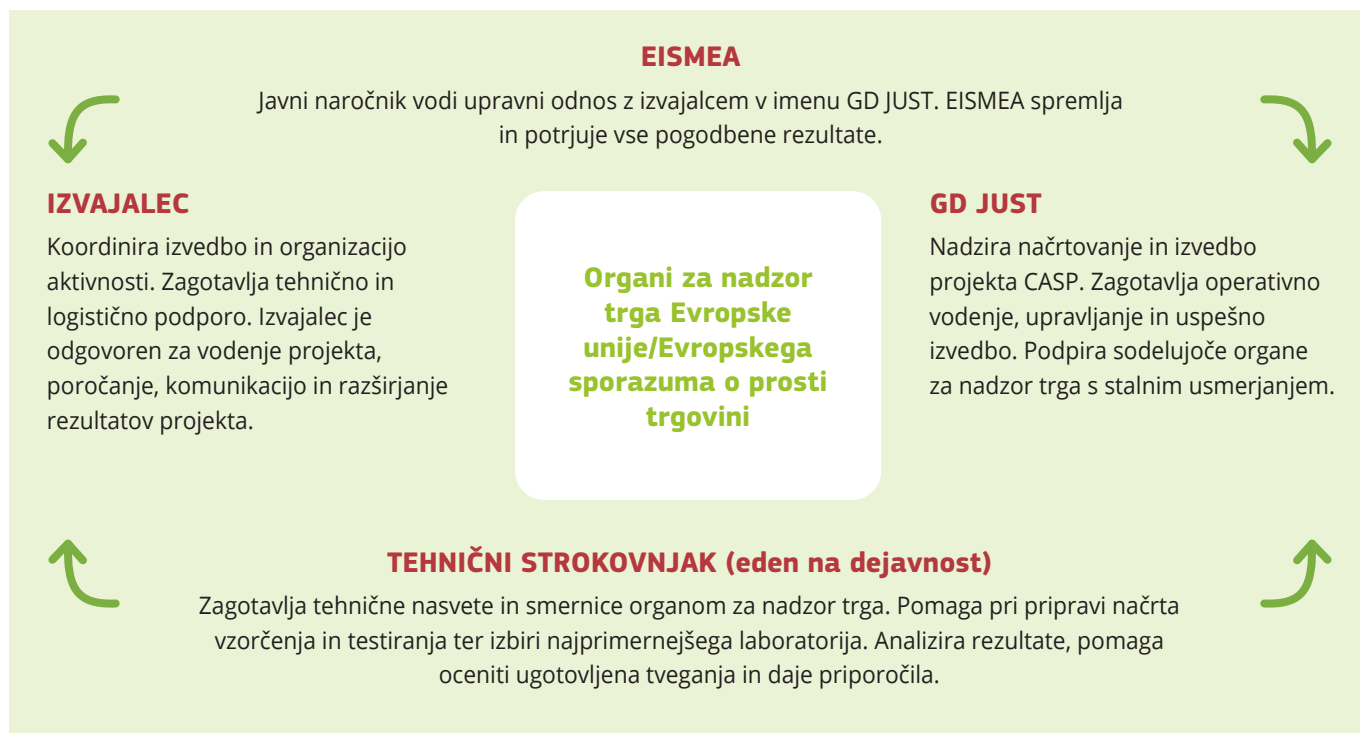 EISMEA
Javni naročnik vodi upravni odnos z izvajalcem v imenu GD JUST. EISMEA spremlja
in potrjuje vse pogodbene rezultate.
IZVAJALEC
Koordinira izvedbo in organizacijo
aktivnosti. Zagotavlja tehnično in
logistično podporo. Izvajalec je
odgovoren za vodenje projekta,
poročanje, komunikacijo in razširjanje
rezultatov projekta.
Organi za nadzor
trga Evropske
unije/Evropskega
sporazuma o prosti
trgovini
GD JUST
Nadzira načrtovanje in izvedbo
projekta CASP. Zagotavlja operativno
vodenje, upravljanje in uspešno
izvedbo. Podpira sodelujoče organe
za nadzor trga s stalnim usmerjanjem.
TEHNIČNI STROKOVNJAK (eden na dejavnost)
Zagotavlja tehnične nasvete in smernice organom za nadzor trga. Pomaga pri pripravi načrta
vzorčenja in testiranja ter izbiri najprimernejšega laboratorija. Analizira rezultate, pomaga
oceniti ugotovljena tveganja in daje priporočila.